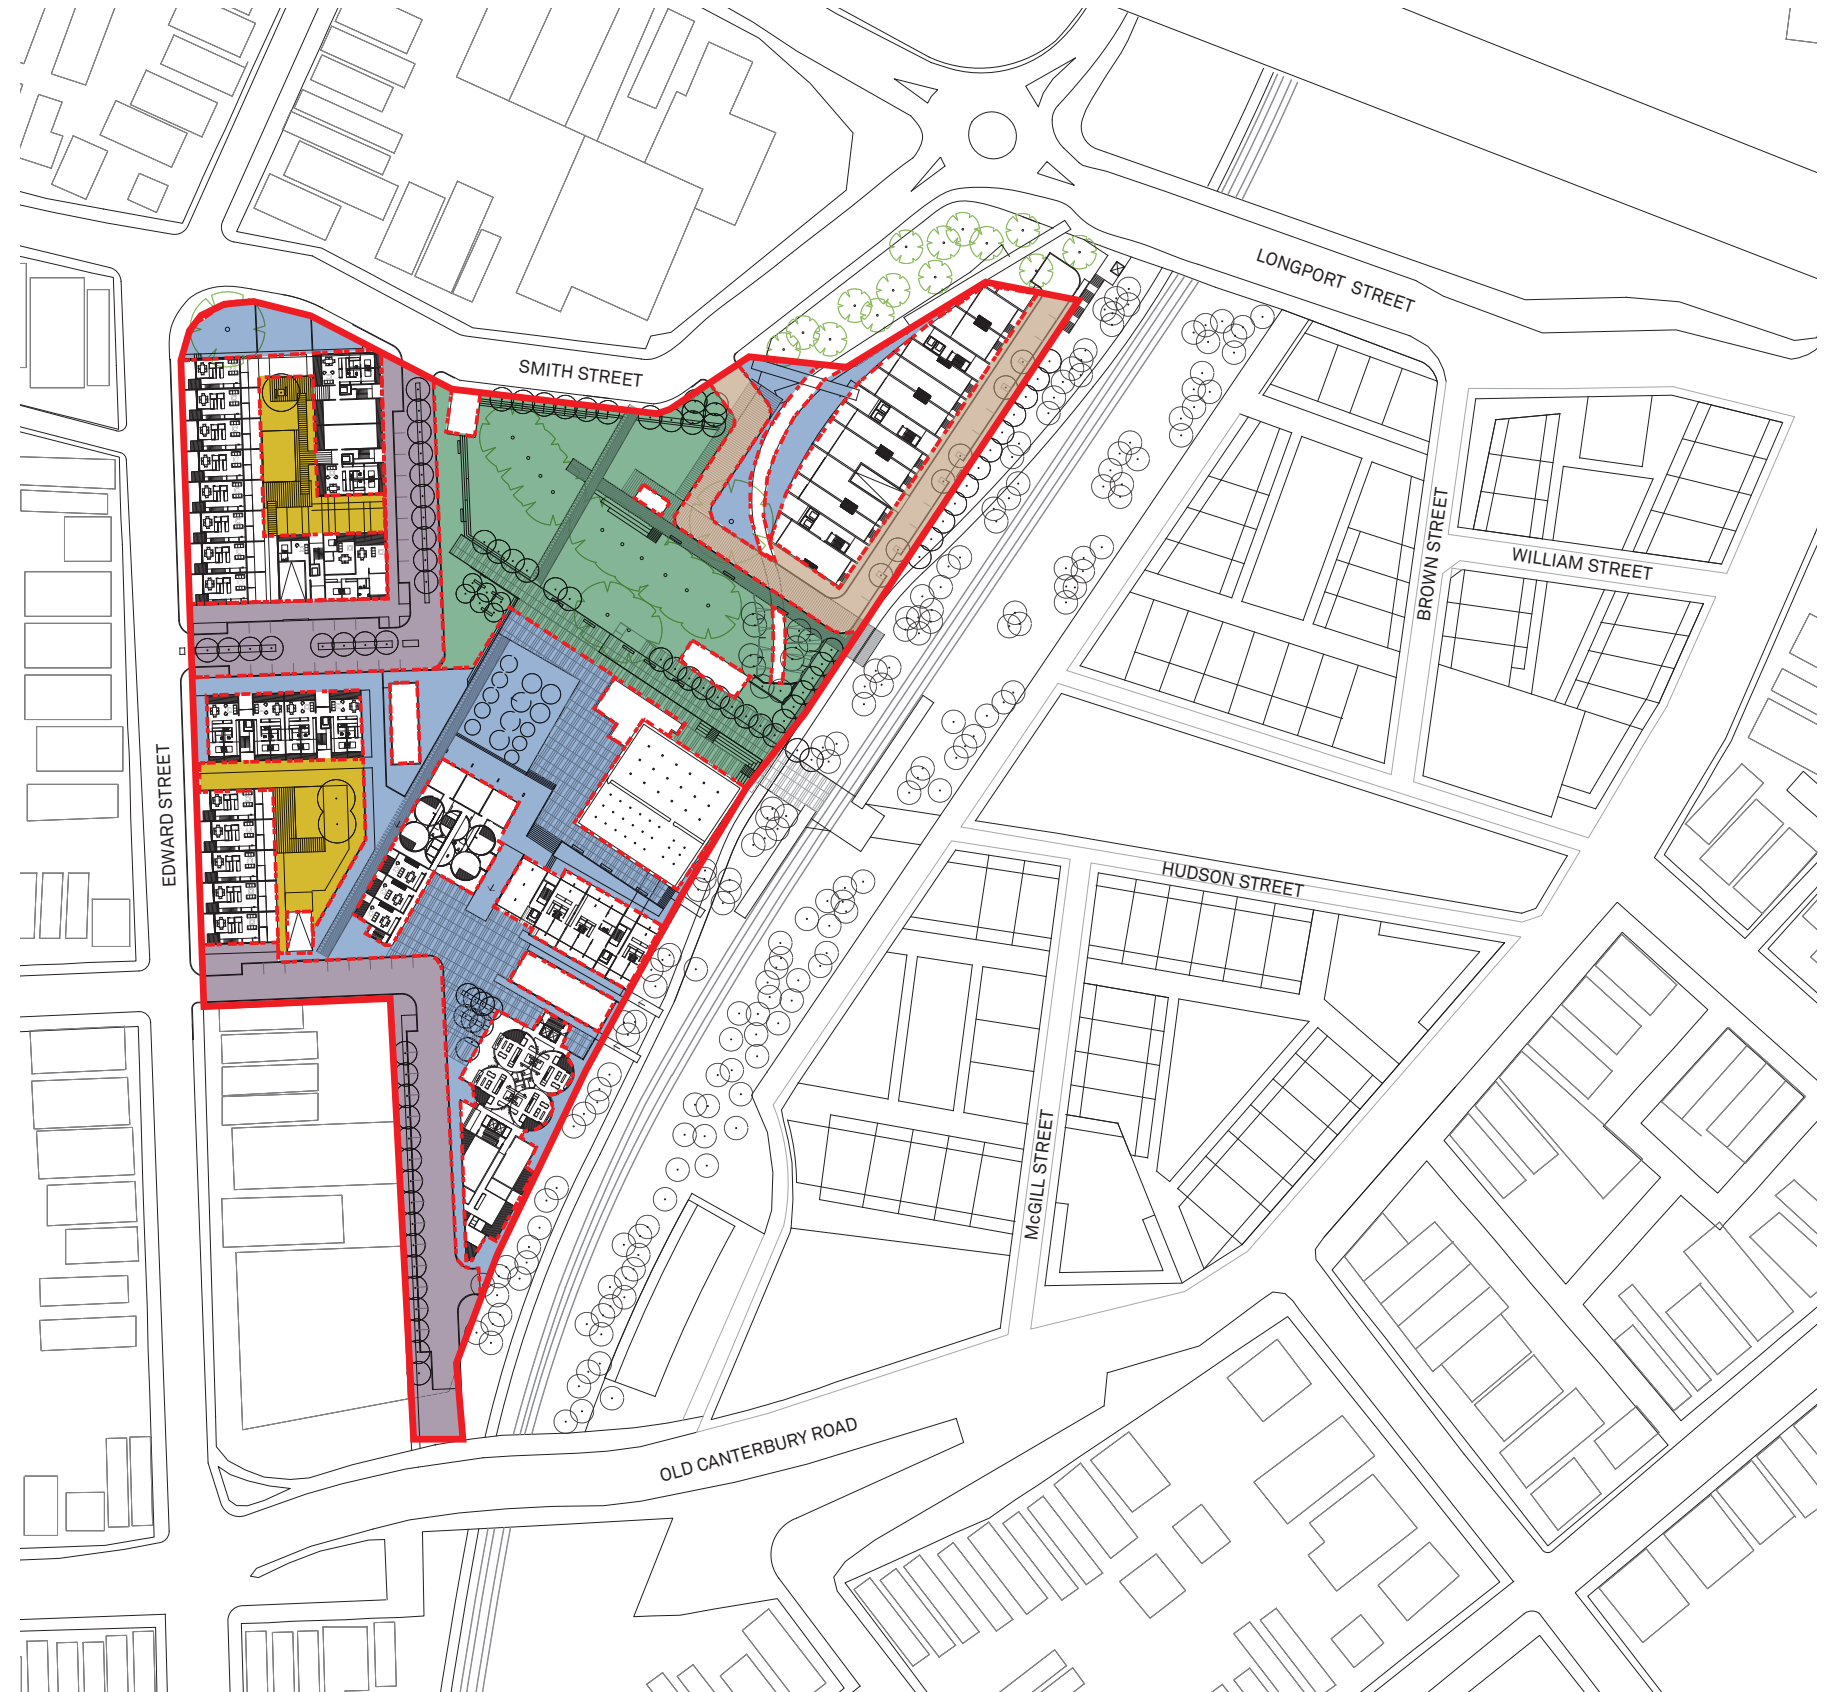 LONGPORT STREET
SMITH STREET
BROWN STREET
WILLIAM STREET
EDWARD STREET
HUDSON STREET
McGILL STREET
OLD CANTERBURY ROAD